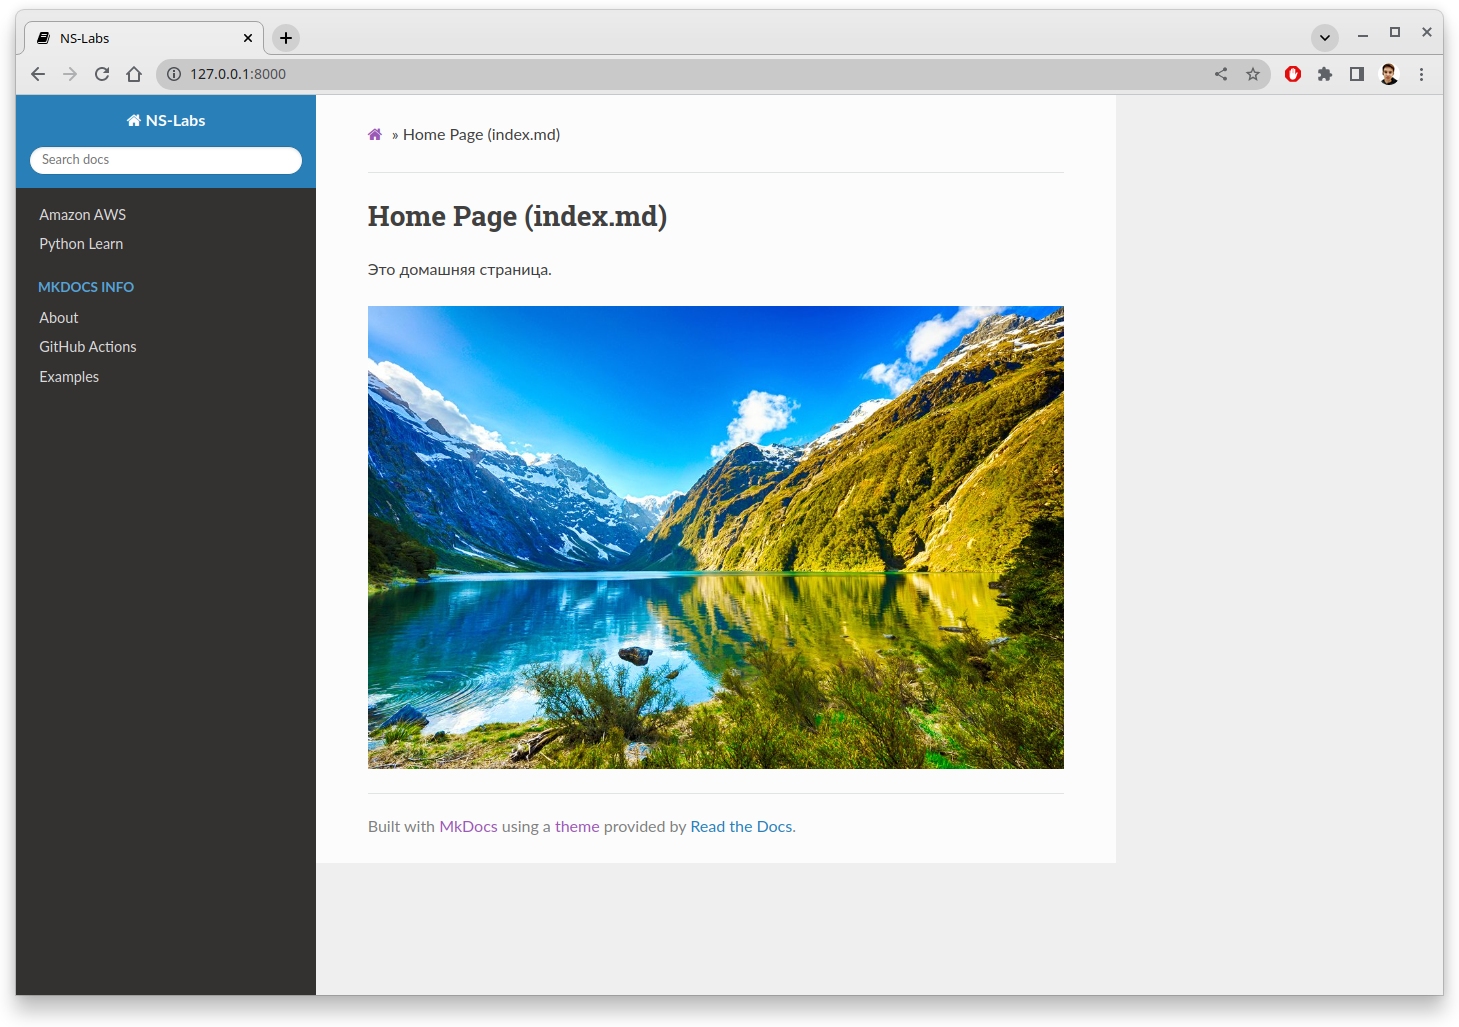 NS-Labs
127.0.0.1:8000
NS-Labs
Search docs
Amazon AWS
Python Learn
MKDOCS INFO
About
GitHub Actions
Examples
» Home Page (index.md)
Home Page (index.md)
Это домашняя страница.
Built with MkDocs using a theme provided by Read the Docs.